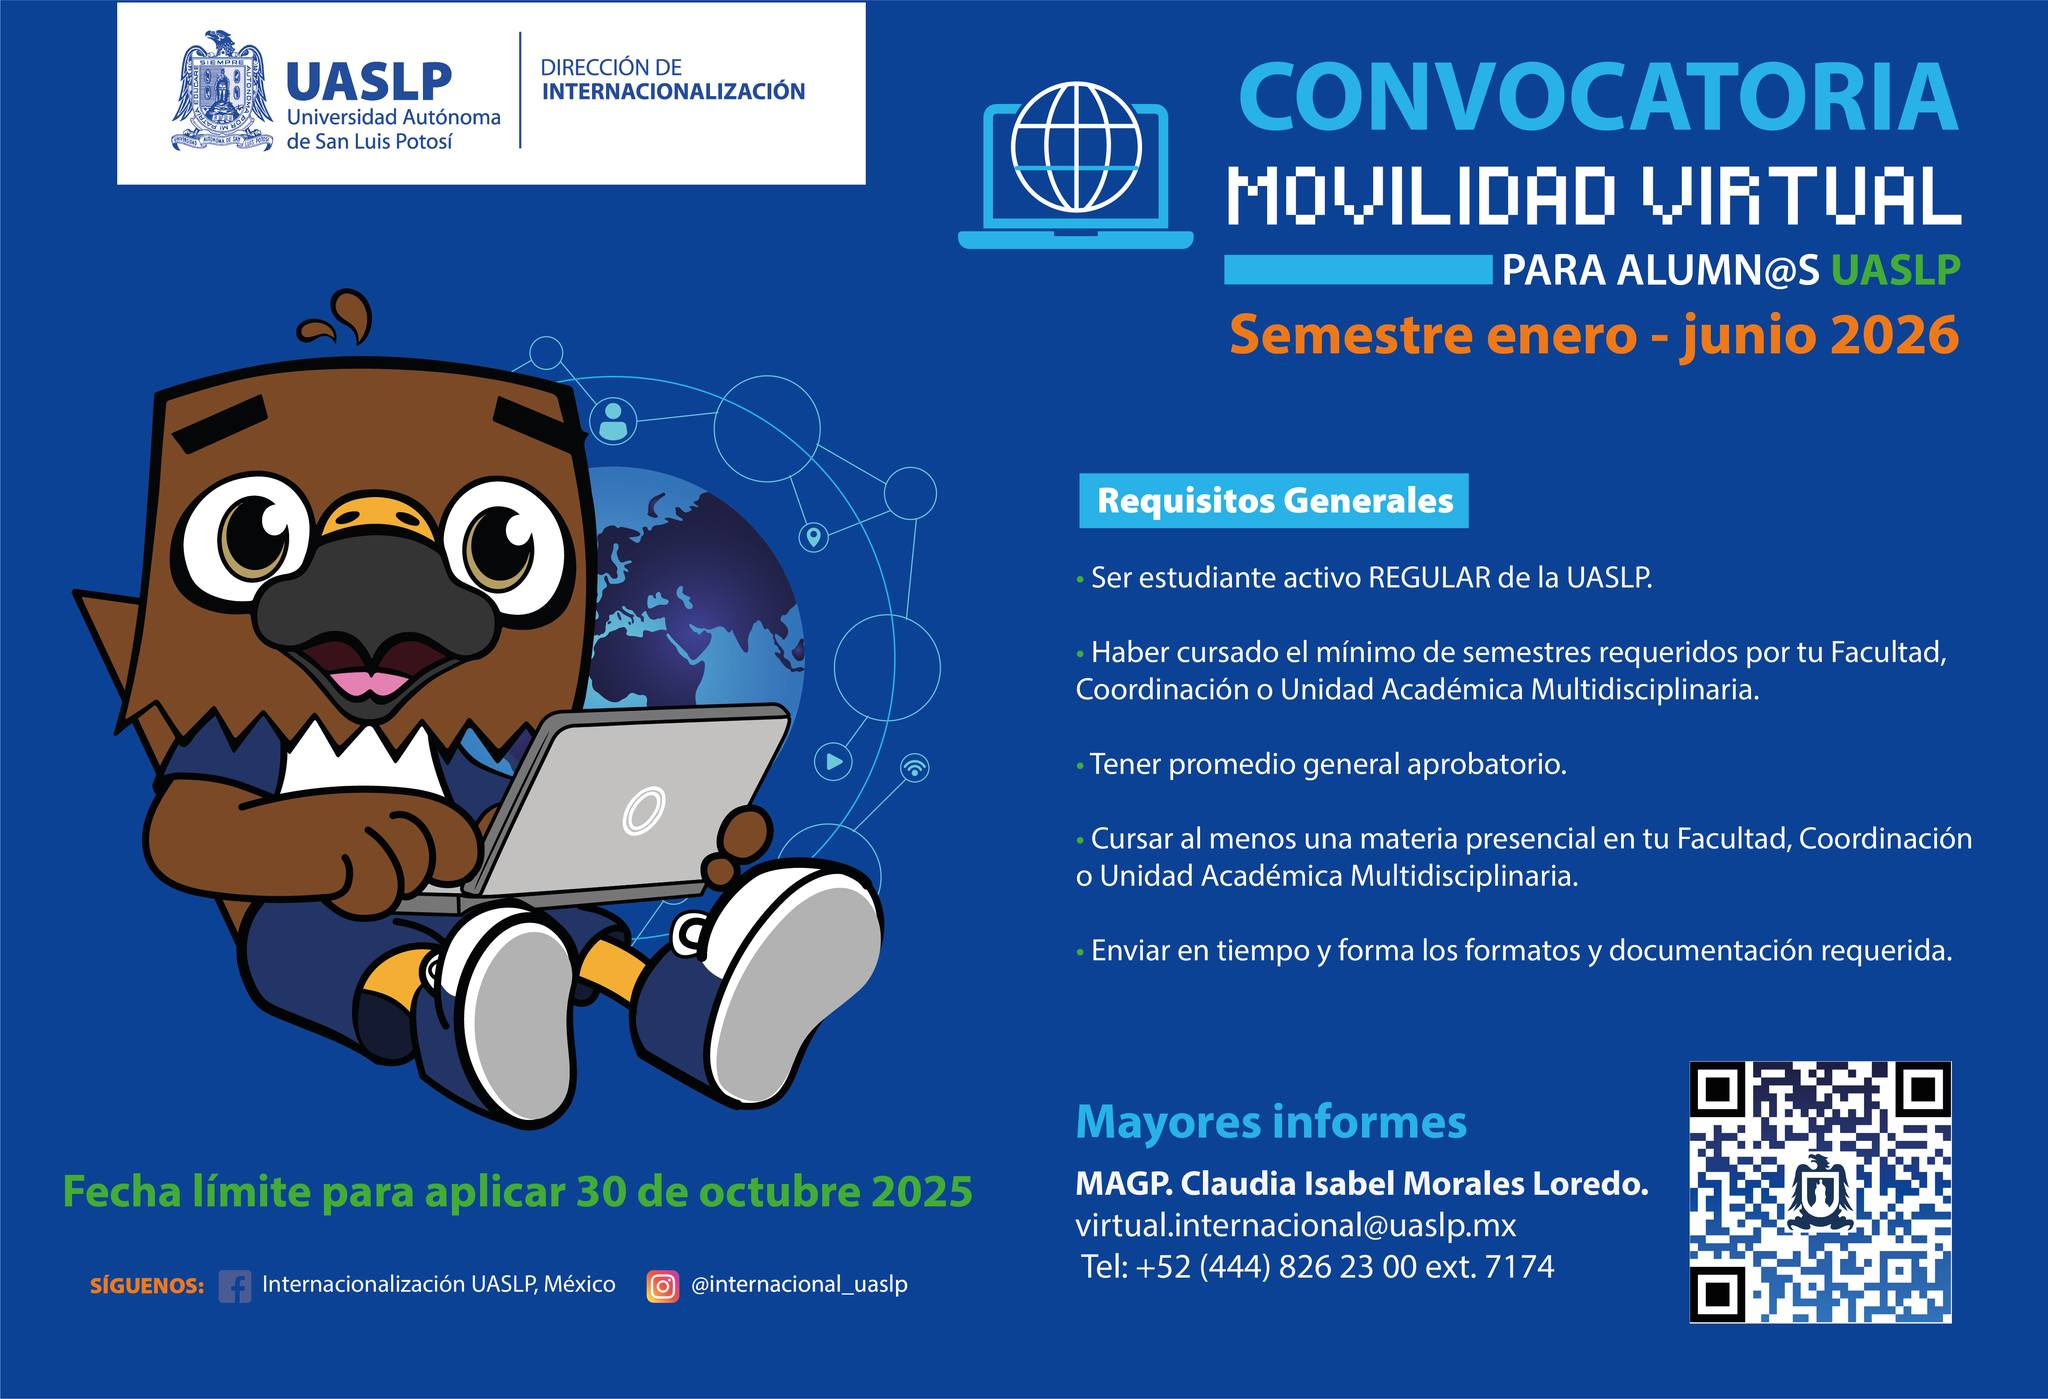 UASLP
Universidad Autónoma
de San Luis Potosí
DIRECCIÓN DE
INTERNACIONALIZACIÓN
CONVOCATORIA
MOVILIDAD VIRTUAL
PARA ALUMN@S UASLP
Semestre enero - junio 2026
Requisitos Generales
• Ser estudiante activo REGULAR de la UASLP.
• Haber cursado el mínimo de semestres requeridos por tu Facultad,
Coordinación o Unidad Académica Multidisciplinaria.
• Tener promedio general aprobatorio.
• Cursar al menos una materia presencial en tu Facultad, Coordinación
o Unidad Académica Multidisciplinaria.
• Enviar en tiempo y forma los formatos y documentación requerida.
Mayores informes
MAGP. Claudia Isabel Morales Loredo.
virtual.internacional@uaslp.mx
Tel: +52 (444) 826 23 00 ext. 7174
Fecha límite para aplicar 30 de octubre 2025
SÍGUENOS: Internacionalización UASLP, México @internacional_uaslp